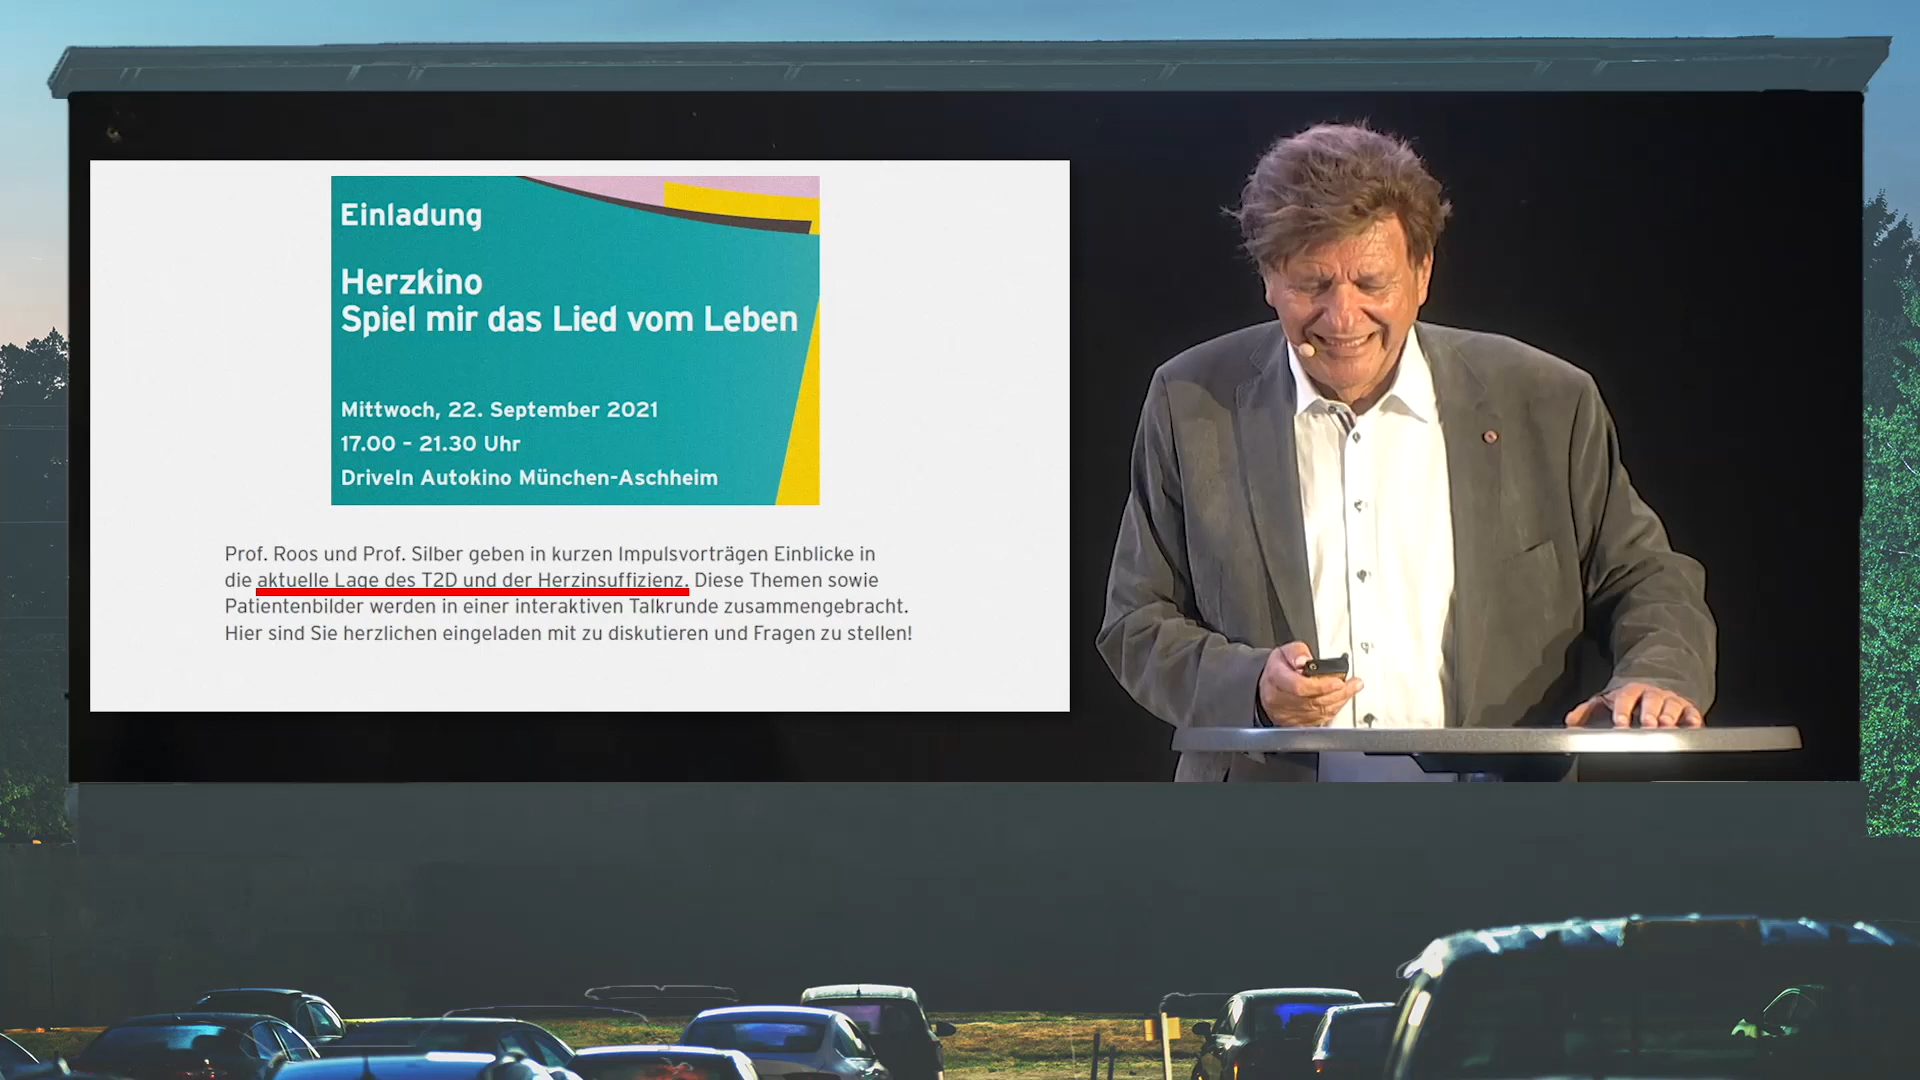 Einladung
Herzkino
Spiel mir das Lied vom Leben
Mittwoch, 22. September 2021
17.00 – 21.30 Uhr
DriveIn Autokino München-Aschheim
Prof. Roos und Prof. Silber geben in kurzen Impulsvorträgen Einblicke in
die aktuelle Lage des T2D und der Herzinsuffizienz. Diese Themen sowie
Patientenbilder werden in einer interaktiven Talkrunde zusammengebracht.
Hier sind Sie herzlichen eingeladen mit zu diskutieren und Fragen zu stellen!